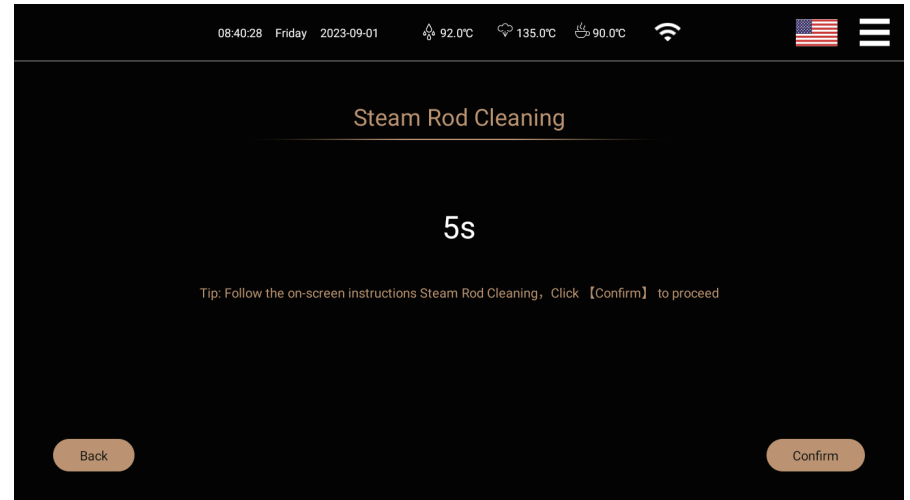 08:40:28 Friday 2023-09-01 92.0℃ 135.0℃ 90.0℃
Steam Rod Cleaning
5s
Tip: Follow the on-screen instructions Steam Rod Cleaning，Click 【Confirm】 to proceed
Back Confirm